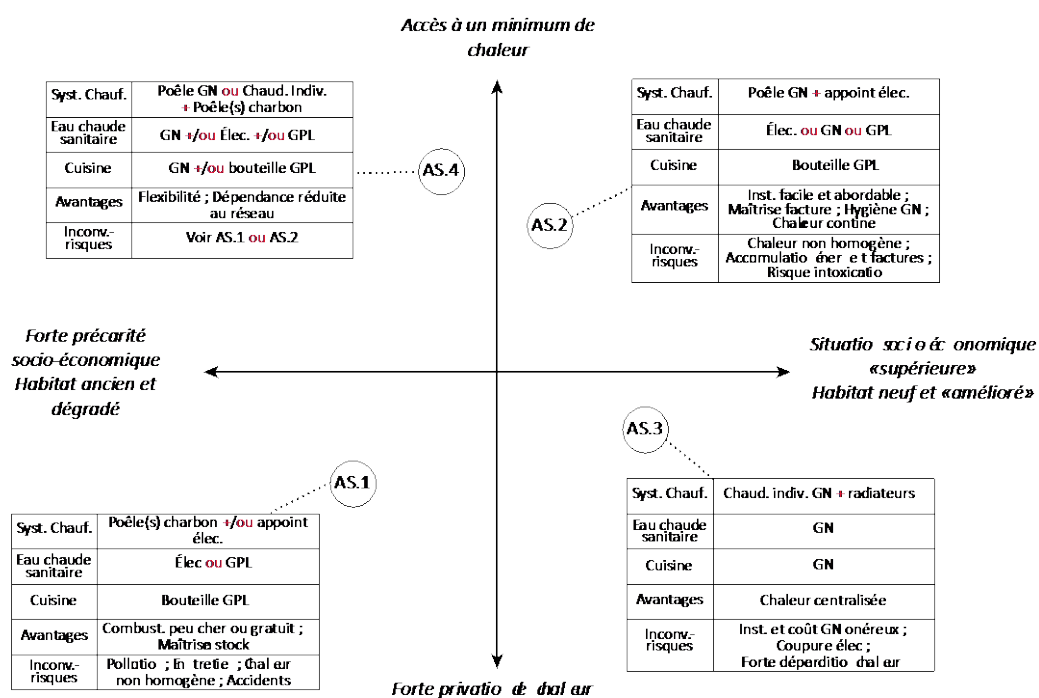 Accès à un minimum de
chaleur
Syst. Chauf.
Poêle GN ou Chaud. Indiv.
+ Poêle(s) charbon
Eau chaude
sanitaire
GN +/ou Élec. +/ou GPL
Cuisine
GN +/ou bouteille GPL
Avantages
Flexibilité ; Dépendance réduite
au réseau
Inconv.-
risques
Voir AS.1 ou AS.2
AS.4
Syst. Chauf.
Poêle GN + appoint élec.
Eau chaude
sanitaire
Élec. ou GN ou GPL
Cuisine
Bouteille GPL
Avantages
Inst. facile et abordable ;
Maîtrise facture ; Hygiène GN ;
Chaleur contine
Inconv.-
risques
Chaleur non homogène ;
Accumulatio éner e t factures ;
Risque intoxicatio
AS.2
Forte précarité
socio-économique
Habitat ancien et
dégradé
Situatio socio éc onomique
«supérieure»
Habitat neuf et «amélioré»
AS.3
Syst. Chauf.
Chaud. indiv. GN + radiateurs
Eau chaude
sanitaire
GN
Cuisine
GN
Avantages
Chaleur centralisée
Inconv.-
risques
Inst. et coût GN onéreux ;
Coupure élec ;
Forte déperditio chal eur
AS.1
Syst. Chauf.
Poêle(s) charbon +/ou appoint
élec.
Eau chaude
sanitaire
Élec ou GPL
Cuisine
Bouteille GPL
Avantages
Combust. peu cher ou gratuit ;
Maîtrise stock
Inconv.-
risques
Pollutio ; En tretie ; Chal eur
non homogène ; Accidents
Forte privatio de chal eur